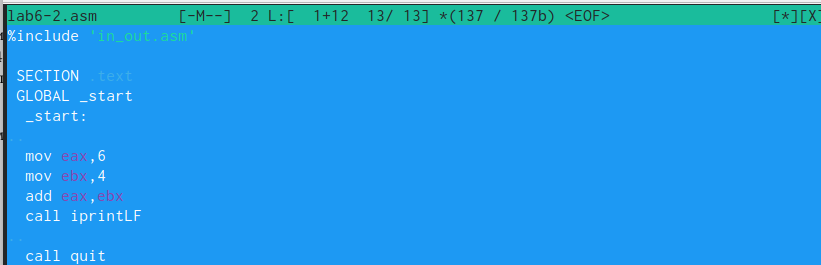 lab6-2.asm [-M--] 2 L:[ 1+12 13/ 13] *(137 / 137b) <EOF> [*][X]
%include 'in_out.asm'
SECTION .text
GLOBAL _start
_start:
..
mov eax,6
mov ebx,4
add eax,ebx
call iprintLF
..
call quit